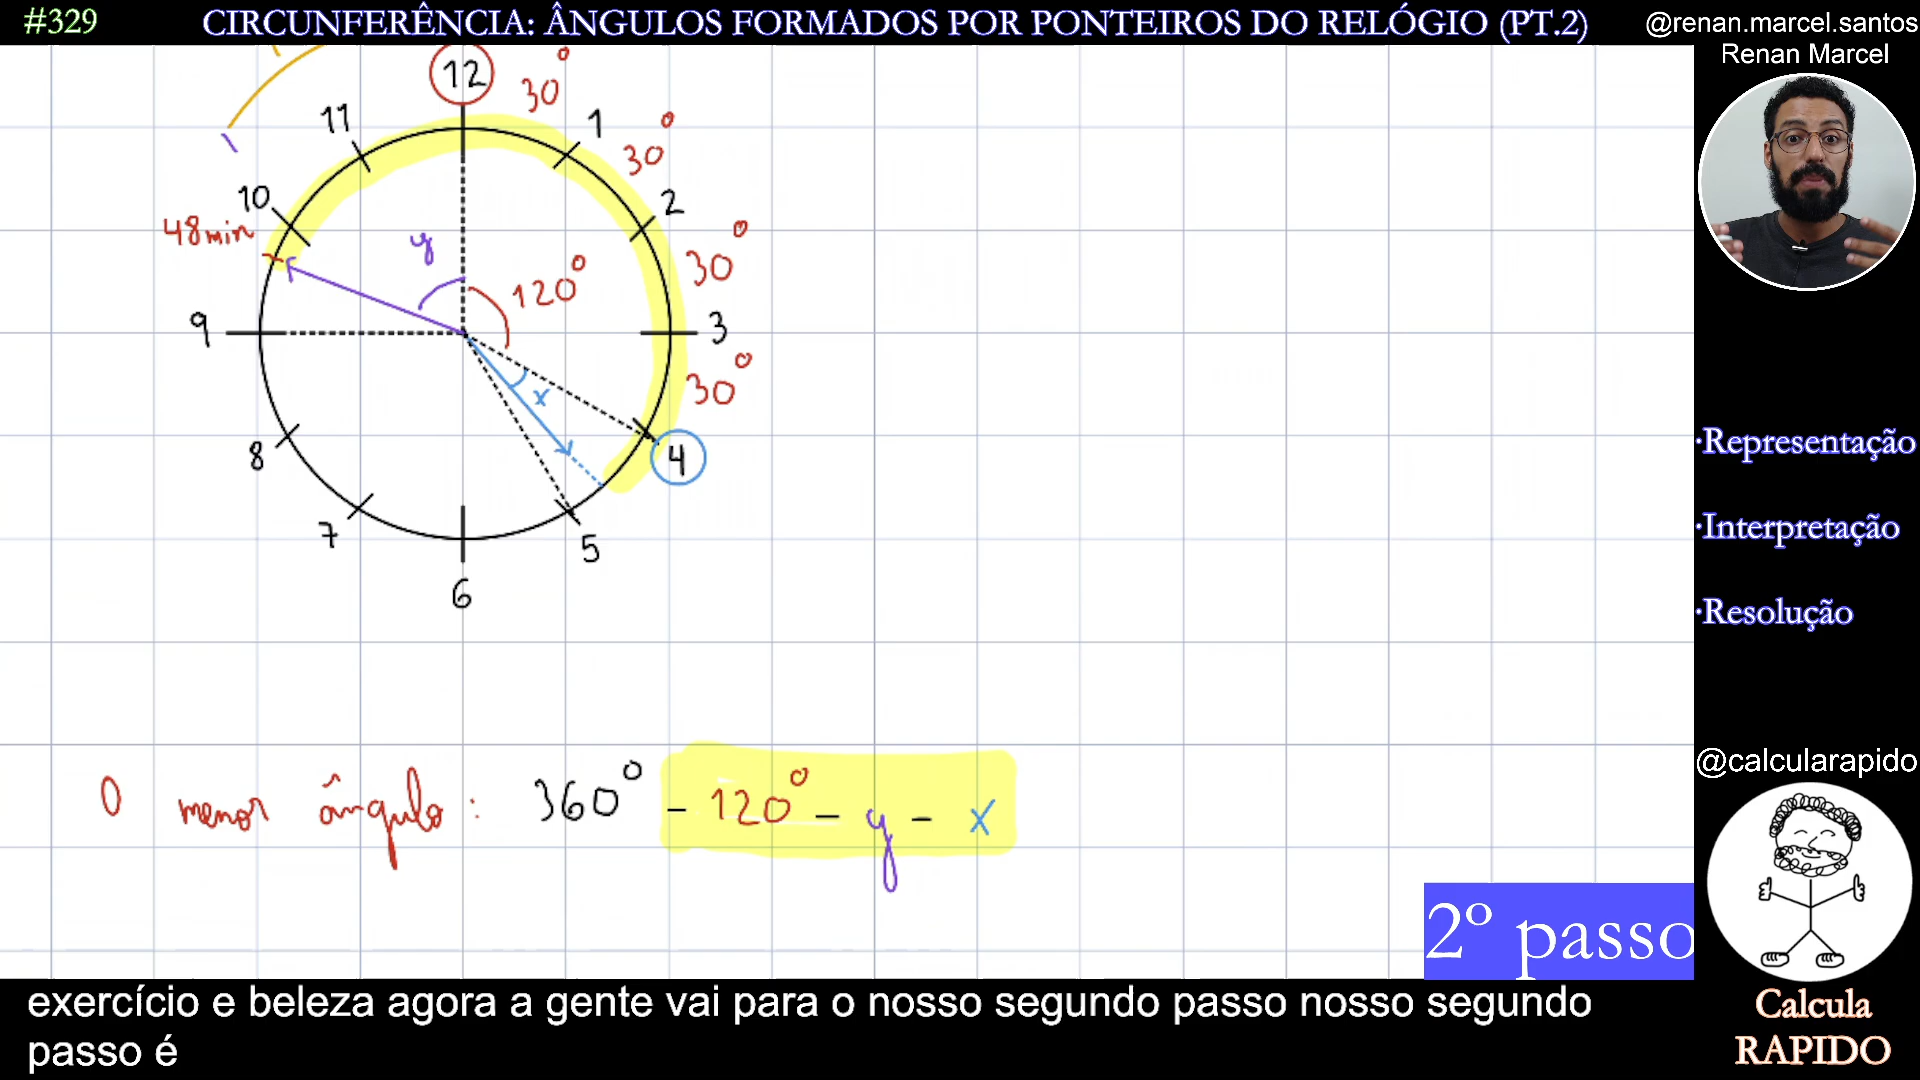 #329
CIRCUNFERÊNCIA: ÂNGULOS FORMADOS POR PONTEIROS DO RELÓGIO (PT.2)
@renan.marcel.santos
Renan Marcel
12
30°
11
1
30°
10
2
48min
y
30°
120°
9
3
30°
x
4
8
7
5
6
·Representação
·Interpretação
·Resolução
@calcularapido
O menor ângulo: 360° - 120° - y - x
2º passo
exercício e beleza agora a gente vai para o nosso segundo passo nosso segundo
passo é
Calcula
RAPIDO